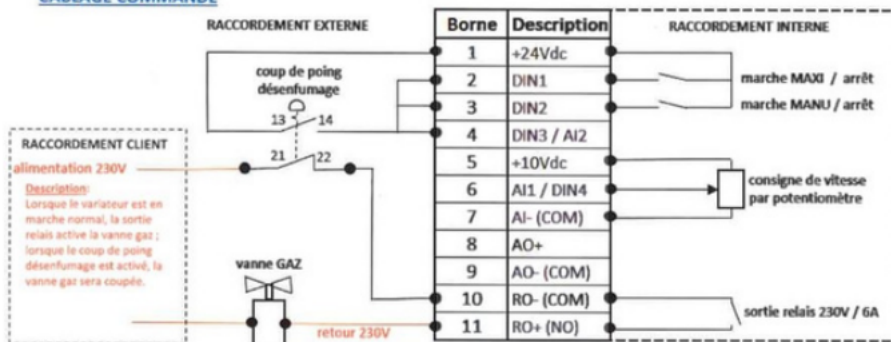 CABLAGE COMMANDE
RACCORDEMENT EXTERNE
Borne Description
RACCORDEMENT INTERNE
1 +24Vdc
2 DIN1
3 DIN2
4 DIN3 / AI2
5 +10Vdc
6 AI1 / DIN4
7 AI- (COM)
8 AO+
9 AO- (COM)
10 RO- (COM)
11 RO+ (NO)
coup de poing
désenfumage
13 14
21 22
RACCORDEMENT CLIENT
alimentation 230V
Description:
Lorsque le variateur est en
marche normal, la sortie
relais active la vanne gaz ;
lorsque le coup de poing
désenfumage est activé, la
vanne gaz sera coupée.
vanne GAZ
retour 230V
marche MAXI / arrêt
marche MANU / arrêt
consigne de vitesse
par potentiomètre
sortie relais 230V / 6A